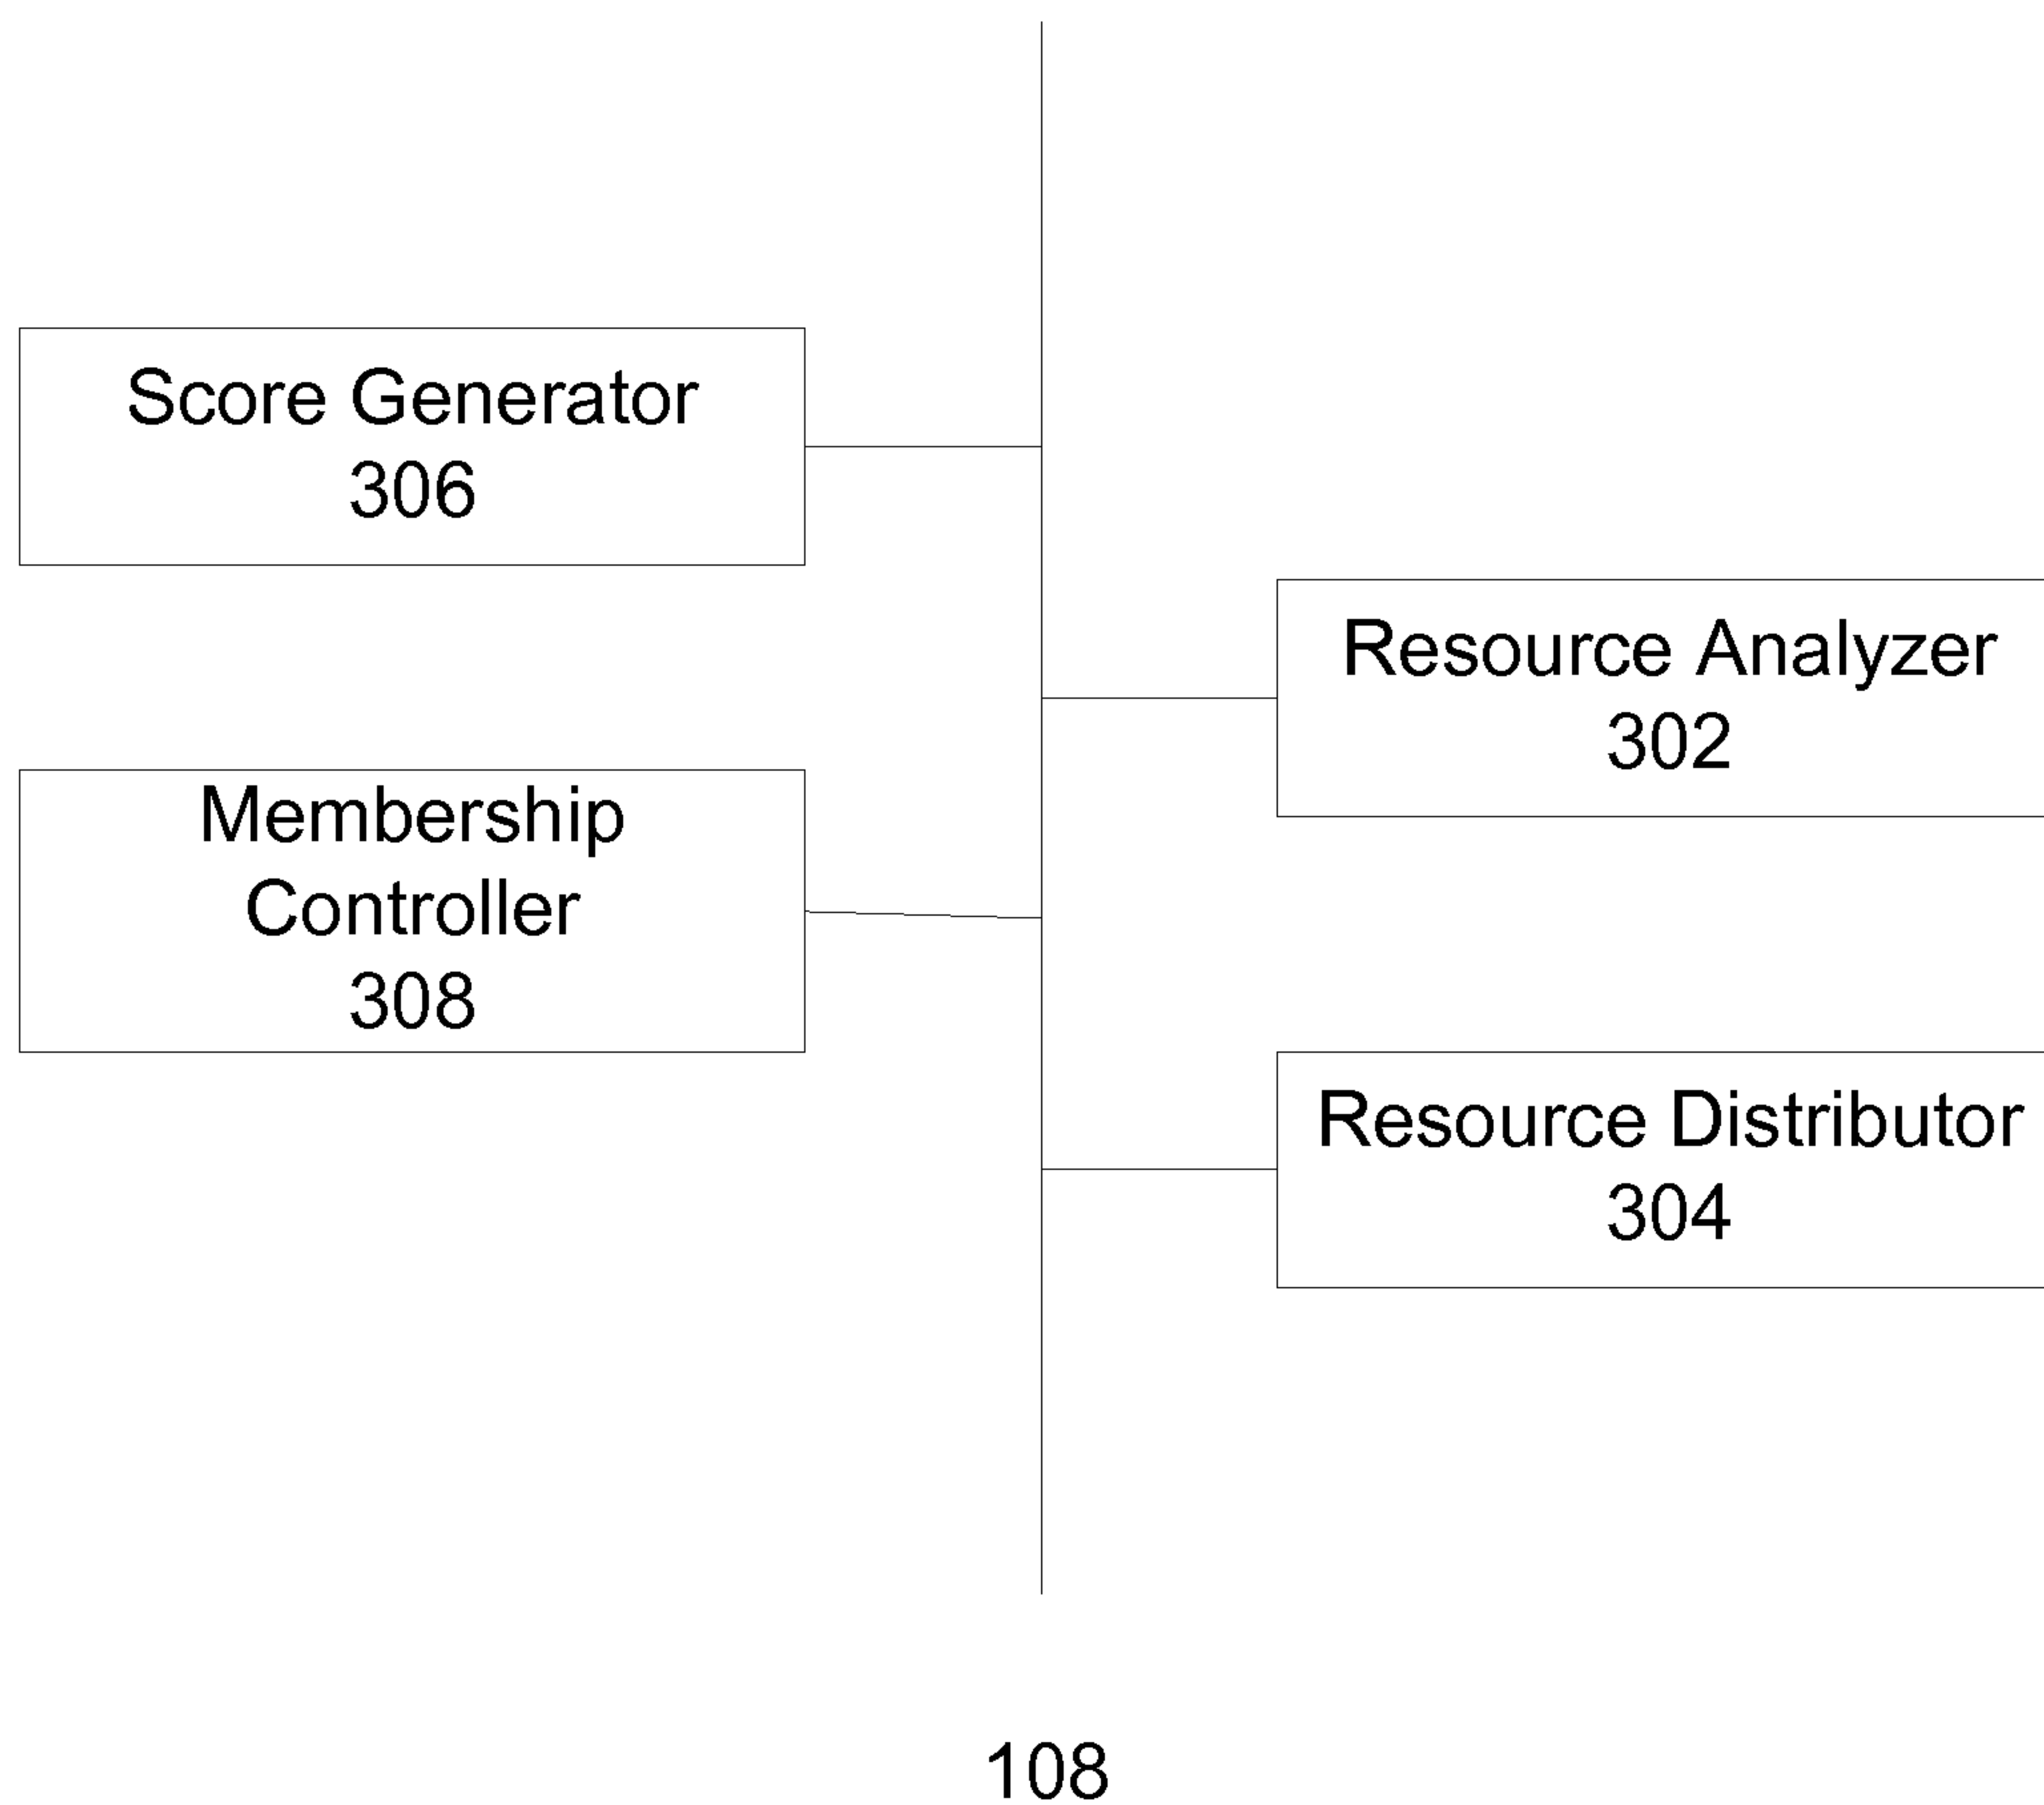 Score Generator
306
Resource Analyzer
302
Membership
Controller
308
Resource Distributor
304
108